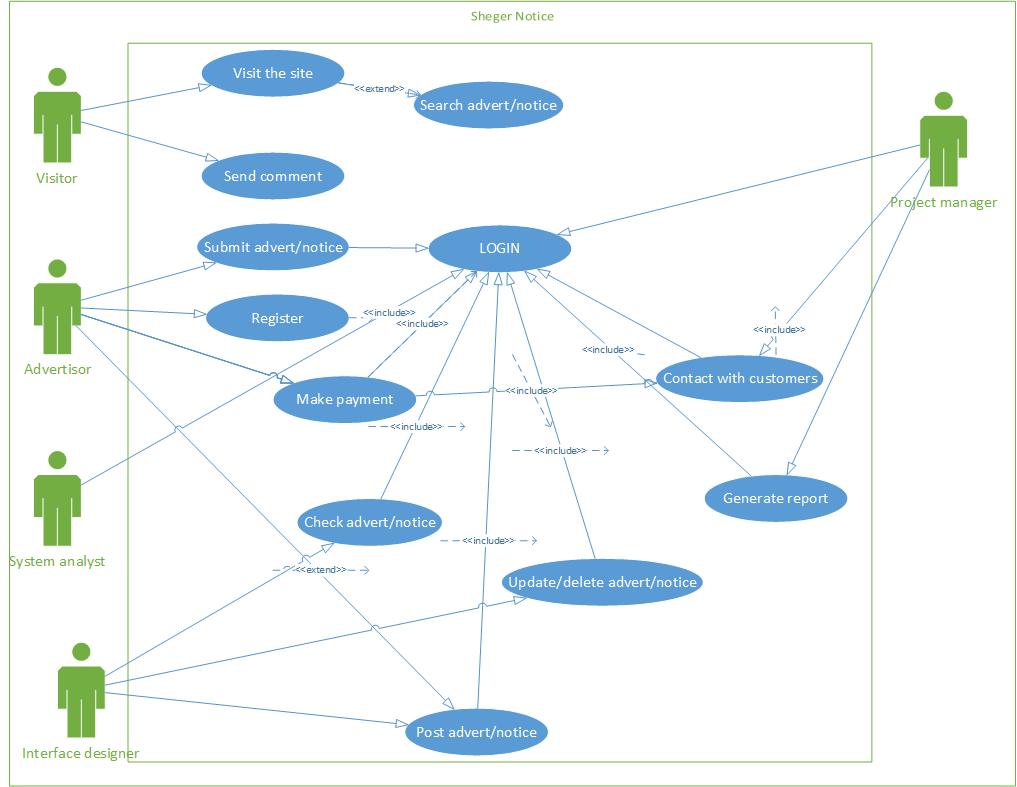 Sheger Notice
Visit the site
<<extend>>
Search advert/notice
Visitor
Send comment
Project manager
Submit advert/notice
LOGIN
Register
<<include>>
<<include>>
<<include>>
<<include>>
Advertisor
Contact with customers
Make payment
<<include>>
<<include>>
<<include>>
Generate report
Check advert/notice
<<include>>
System analyst
<<extend>>
Update/delete advert/notice
Post advert/notice
Interface designer